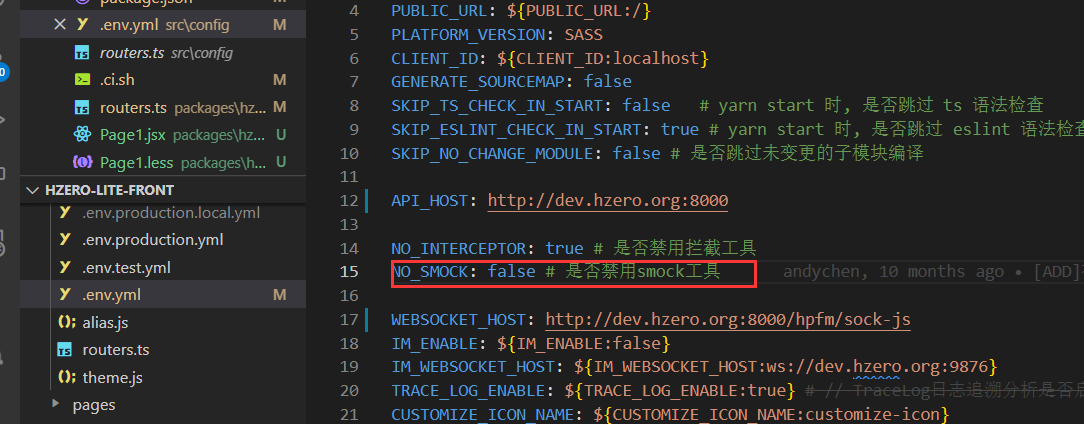 package.json M
.env.yml src\config M
routers.ts src\config
.ci.sh M
routers.ts packages\hz... M
Page1.jsx packages\hz... U
Page1.less packages\hz... U
HZERO-LITE-FRONT
.env.production.local.yml
.env.production.yml
.env.test.yml
.env.yml M
alias.js
routers.ts
theme.js
pages
4 PUBLIC_URL: ${PUBLIC_URL:/}
5 PLATFORM_VERSION: SASS
6 CLIENT_ID: ${CLIENT_ID:localhost}
7 GENERATE_SOURCEMAP: false
8 SKIP_TS_CHECK_IN_START: false # yarn start 时, 是否跳过 ts 语法检查
9 SKIP_ESLINT_CHECK_IN_START: true # yarn start 时, 是否跳过 eslint 语法检查
10 SKIP_NO_CHANGE_MODULE: false # 是否跳过未变更的子模块编译
11
12 API_HOST: http://dev.hzero.org:8000
13
14 NO_INTERCEPTOR: true # 是否禁用拦截工具
15 NO_SMOCK: false # 是否禁用smock工具 andychen, 10 months ago • [ADD]
16
17 WEBSOCKET_HOST: http://dev.hzero.org:8000/hpfm/sock-js
18 IM_ENABLE: ${IM_ENABLE:false}
19 IM_WEBSOCKET_HOST: ${IM_WEBSOCKET_HOST:ws://dev.hzero.org:9876}
20 TRACE_LOG_ENABLE: ${TRACE_LOG_ENABLE:true} # // TraceLog日志追溯分析是否启
21 CUSTOMIZE_ICON_NAME: ${CUSTOMIZE_ICON_NAME:customize-icon}